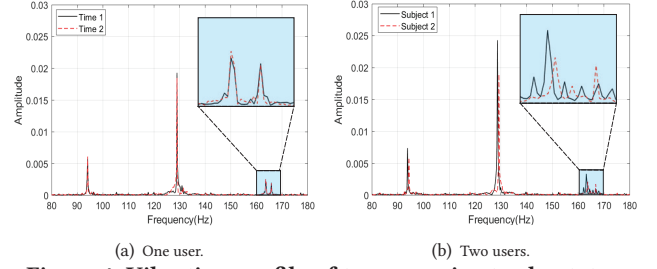 0.03
0.025
0.02
0.015
0.01
0.005
0
Amplitude
Time 1
Time 2
80 90 100 110 120 130 140 150 160 170 180
Frequency(Hz)
(a) One user.
0.03
0.025
0.02
0.015
0.01
0.005
0
Amplitude
Subject 1
Subject 2
80 90 100 110 120 130 140 150 160 170 180
Frequency(Hz)
(b) Two users.